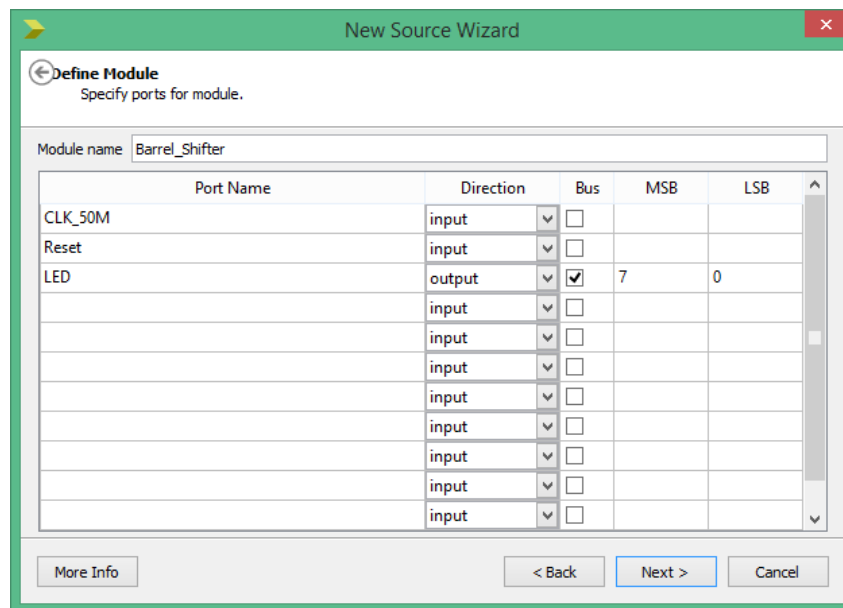 New Source Wizard
Define Module
Specify ports for module.
Module name Barrel_Shifter
Port Name Direction Bus MSB LSB
CLK_50M input
Reset input
LED output 7 0
input
input
input
input
input
input
input
input
More Info < Back Next > Cancel